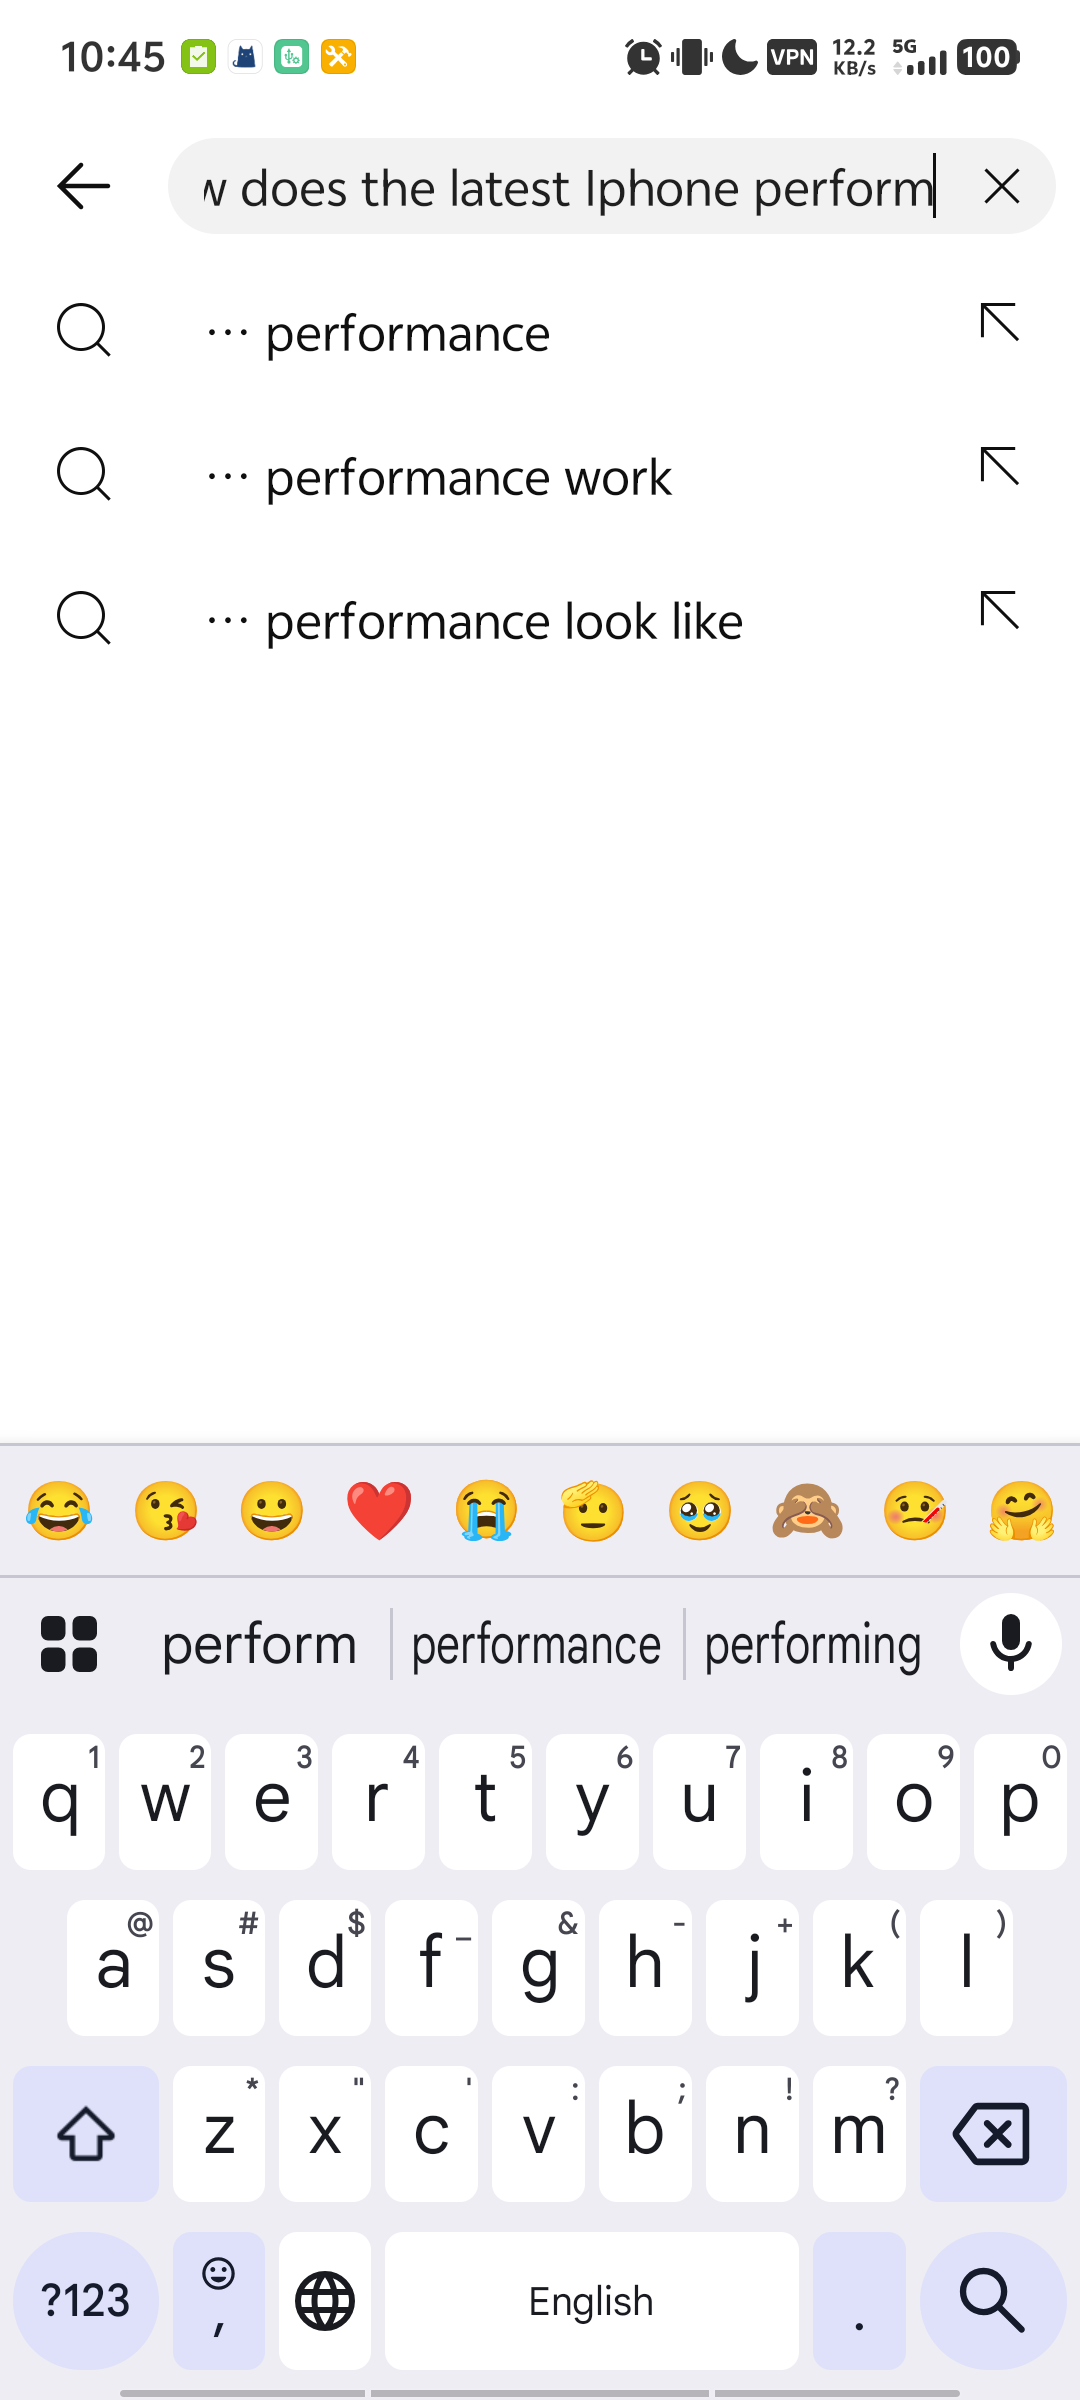 10:45 VPN 12.2 KB/s 5G 100
w does the latest Iphone perform
··· performance
··· performance work
··· performance look like
perform performance performing
q 1 w 2 e 3 r 4 t 5 y 6 u 7 i 8 o 9 p 0
a @ s # d $ f _ g & h - j + k ( l )
z * x " c ' v : b ; n ! m ?
?123 , English .